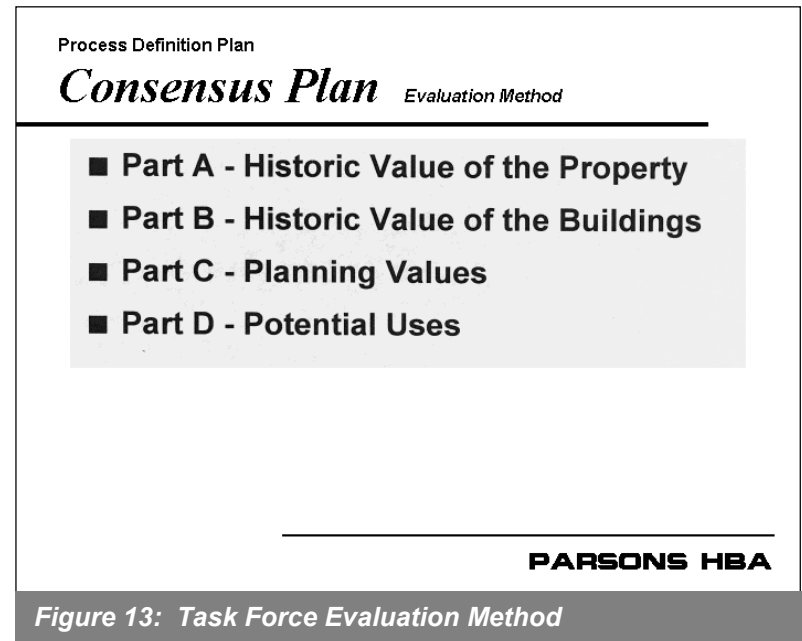 Process Definition Plan
Consensus Plan Evaluation Method
■ Part A - Historic Value of the Property
■ Part B - Historic Value of the Buildings
■ Part C - Planning Values
■ Part D - Potential Uses
PARSONS HBA
Figure 13: Task Force Evaluation Method